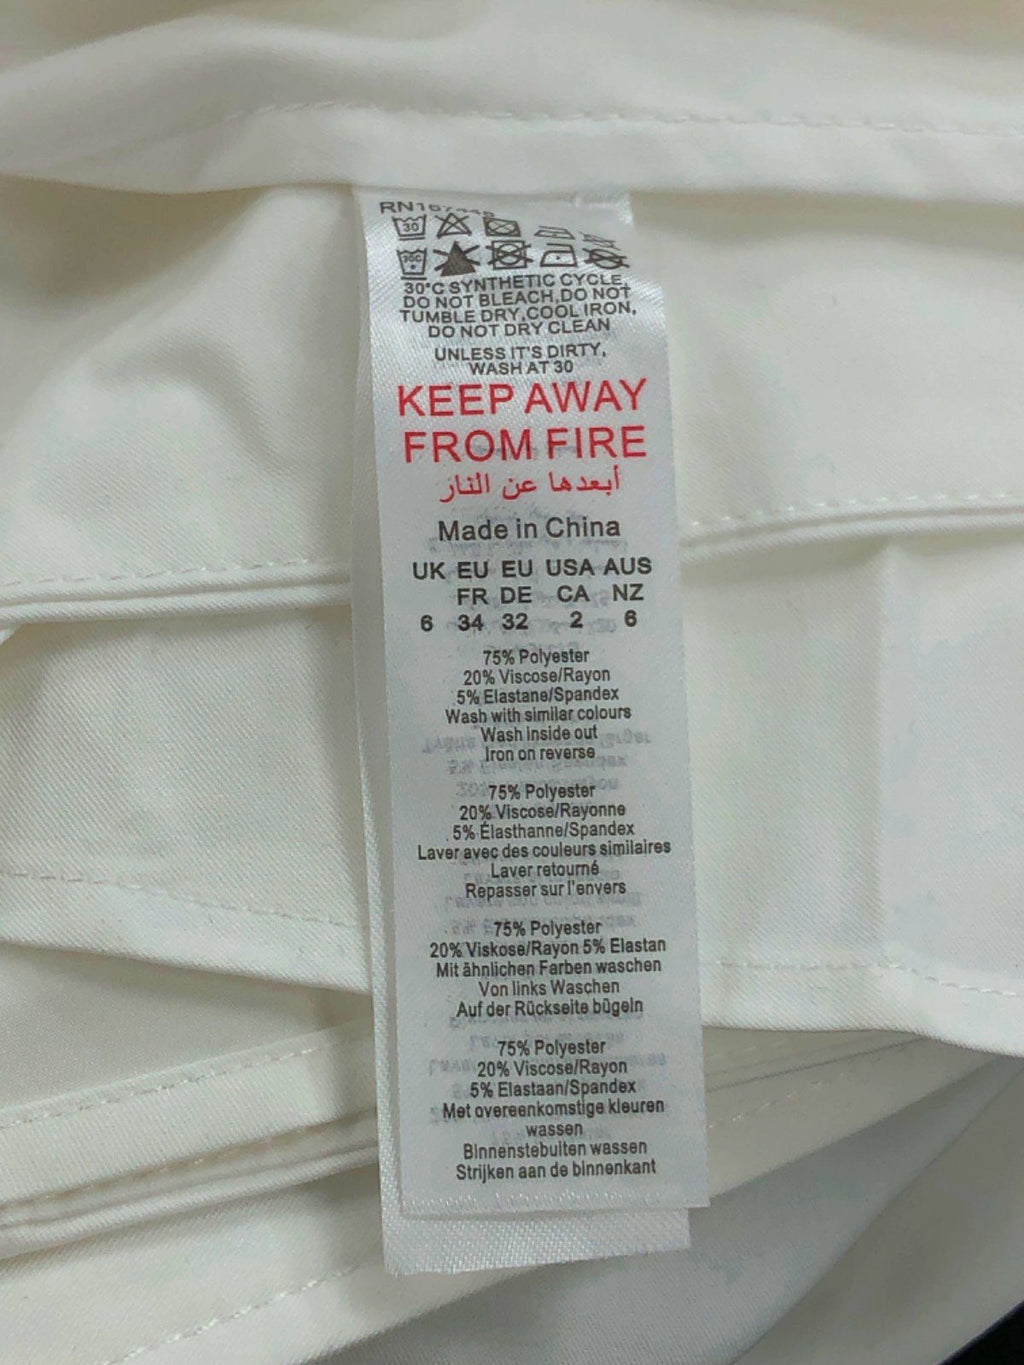 30°C SYNTHETIC CYCLE,
DO NOT BLEACH,DO NOT
TUMBLE DRY,COOL IRON,
DO NOT DRY CLEAN
UNLESS IT'S DIRTY,
WASH AT 30
KEEP AWAY
FROM FIRE
أبعدها عن النار
Made in China
UK EU EU USA AUS
FR DE CA NZ
6 34 32 2 6
75% Polyester
20% Viscose/Rayon
5% Elastane/Spandex
Wash with similar colours
Wash inside out
Iron on reverse
75% Polyester
20% Viscose/Rayonne
5% Élasthanne/Spandex
Laver avec des couleurs similaires
Laver retourné
Repasser sur l'envers
75% Polyester
20% Viskose/Rayon 5% Elastan
Mit ähnlichen Farben waschen
Von links Waschen
Auf der Rückseite bügeln
75% Polyester
20% Viscose/Rayon
5% Elastaan/Spandex
Met overeenkomstige kleuren
wassen
Binnenstebuiten wassen
Strijken aan de binnenkant